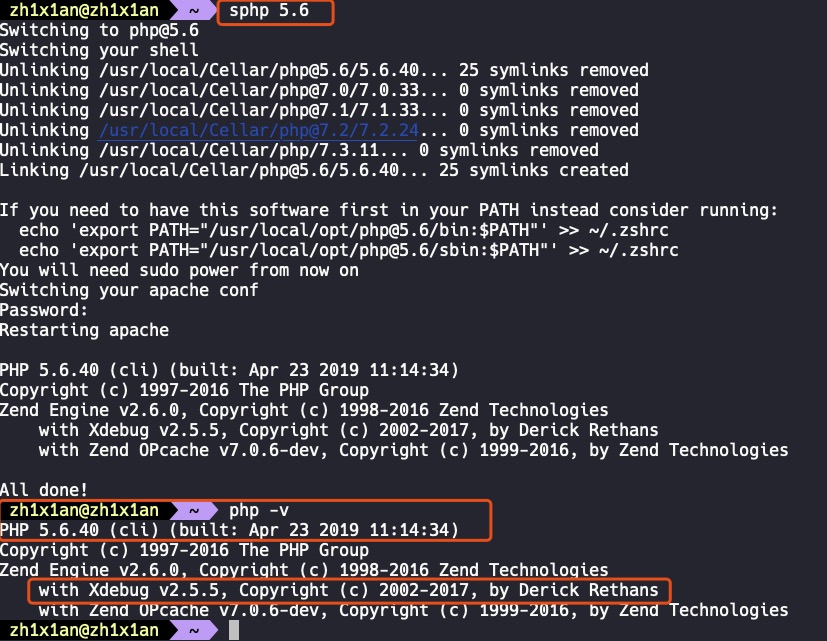 zh1x1an@zh1x1an ~ sphp 5.6
Switching to php@5.6
Switching your shell
Unlinking /usr/local/Cellar/php@5.6/5.6.40... 25 symlinks removed
Unlinking /usr/local/Cellar/php@7.0/7.0.33... 0 symlinks removed
Unlinking /usr/local/Cellar/php@7.1/7.1.33... 0 symlinks removed
Unlinking /usr/local/Cellar/php@7.2/7.2.24... 0 symlinks removed
Unlinking /usr/local/Cellar/php/7.3.11... 0 symlinks removed
Linking /usr/local/Cellar/php@5.6/5.6.40... 25 symlinks created
If you need to have this software first in your PATH instead consider running:
echo 'export PATH="/usr/local/opt/php@5.6/bin:$PATH"' >> ~/.zshrc
echo 'export PATH="/usr/local/opt/php@5.6/sbin:$PATH"' >> ~/.zshrc
You will need sudo power from now on
Switching your apache conf
Password:
Restarting apache
PHP 5.6.40 (cli) (built: Apr 23 2019 11:14:34)
Copyright (c) 1997-2016 The PHP Group
Zend Engine v2.6.0, Copyright (c) 1998-2016 Zend Technologies
with Xdebug v2.5.5, Copyright (c) 2002-2017, by Derick Rethans
with Zend OPcache v7.0.6-dev, Copyright (c) 1999-2016, by Zend Technologies
All done!
zh1x1an@zh1x1an ~ php -v
PHP 5.6.40 (cli) (built: Apr 23 2019 11:14:34)
Copyright (c) 1997-2016 The PHP Group
Zend Engine v2.6.0, Copyright (c) 1998-2016 Zend Technologies
with Xdebug v2.5.5, Copyright (c) 2002-2017, by Derick Rethans
with Zend OPcache v7.0.6-dev, Copyright (c) 1999-2016, by Zend Technologies
zh1x1an@zh1x1an ~